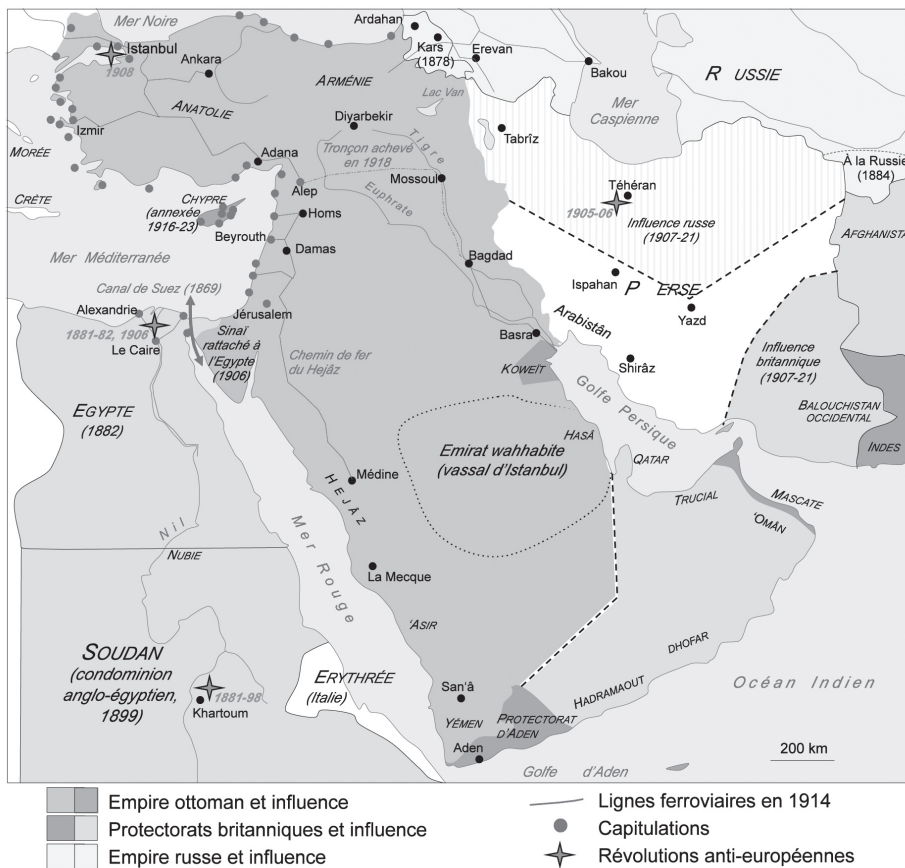 Mer Noire
Ardahan
Istanbul
1908
Ankara
Kars
(1878)
Erevan
Bakou
RUSSIE
ARMÉNIE
Lac Van
Mer
Caspienne
ANATOLIE
Izmir
Diyarbekir
Tigre
Tabrîz
MORÉE
Tronçon achevé
en 1918
À la Russie
(1884)
Adana
Mossoul
Téhéran
CRÈTE
CHYPRE
(annexée
1916-23)
Alep
Euphrate
1905-06
Influence russe
(1907-21)
Homs
AFGHANISTA
Beyrouth
Damas
Bagdad
Mer Méditerranée
Ispahan
PERSE
Canal de Suez (1869)
Arabistân
Yazd
Alexandrie
Jérusalem
1881-82, 1906
Sinaï
rattaché à
l'Egypte
(1906)
Basra
Influence
britannique
(1907-21)
Le Caire
Chemin de fer
du Hejâz
KOWEÏT
Shirâz
Golfe Persique
BALOUCHISTAN
OCCIDENTAL
EGYPTE
(1882)
HASÂ
INDES
Emirat wahhabite
(vassal d'Istanbul)
QATAR
Médine
TRUCIAL
MASCATE
HEJÂZ
'OMÂN
Nil
NUBIE
Mer Rouge
La Mecque
'ASIR
SOUDAN
(condominion
anglo-égyptien,
1899)
DHOFAR
ERYTHRÉE
(Italie)
HADRAMAOUT
Océan Indien
1881-98
Khartoum
San'â
YÉMEN
PROTECTORAT
D'ADEN
Aden
200 km
Golfe d'Aden
Empire ottoman et influence
Protectorats britanniques et influence
Empire russe et influence
Lignes ferroviaires en 1914
Capitulations
Révolutions anti-européennes